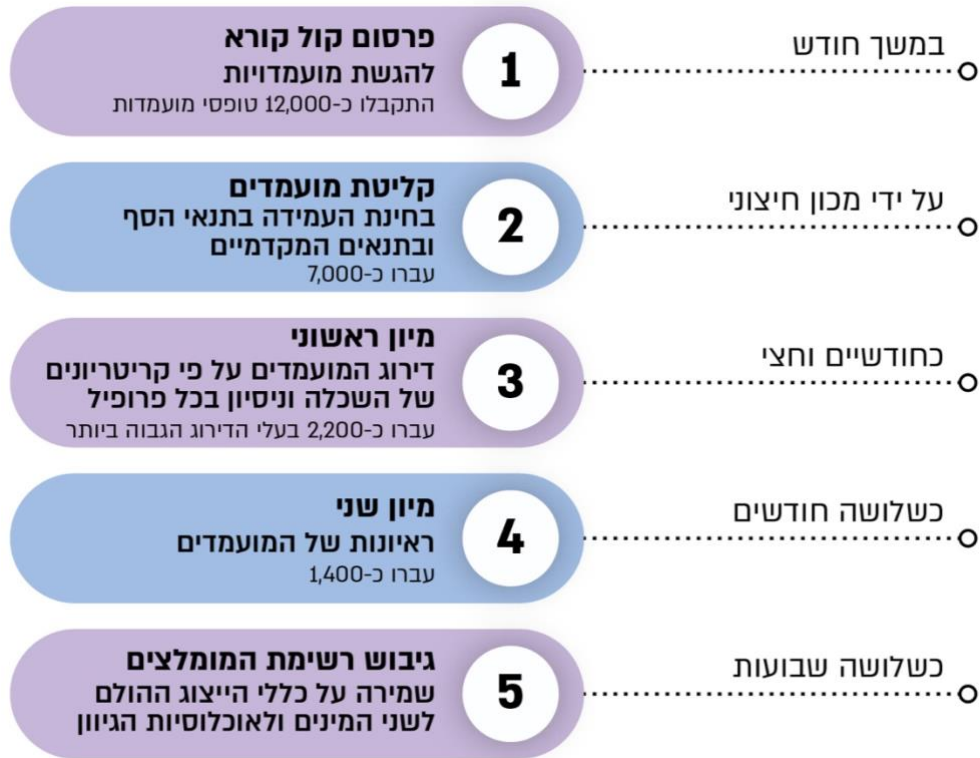 במשך חודש
1
פרסום קול קורא
להגשת מועמדויות
התקבלו כ-12,000 טופסי מועמדות
על ידי מכון חיצוני
2
קליטת מועמדים
בחינת העמידה בתנאי הסף
ובתנאים המקדמיים
עברו כ-7,000
כחודשיים וחצי
3
מיון ראשוני
דירוג המועמדים על פי קריטריונים
של השכלה וניסיון בכל פרופיל
עברו כ-2,200 בעלי הדירוג הגבוה ביותר
כשלושה חודשים
4
מיון שני
ראיונות של המועמדים
עברו כ-1,400
כשלושה שבועות
5
גיבוש רשימת המומלצים
שמירה על כללי הייצוג ההולם
לשני המינים ולאוכלוסיות הגיוון